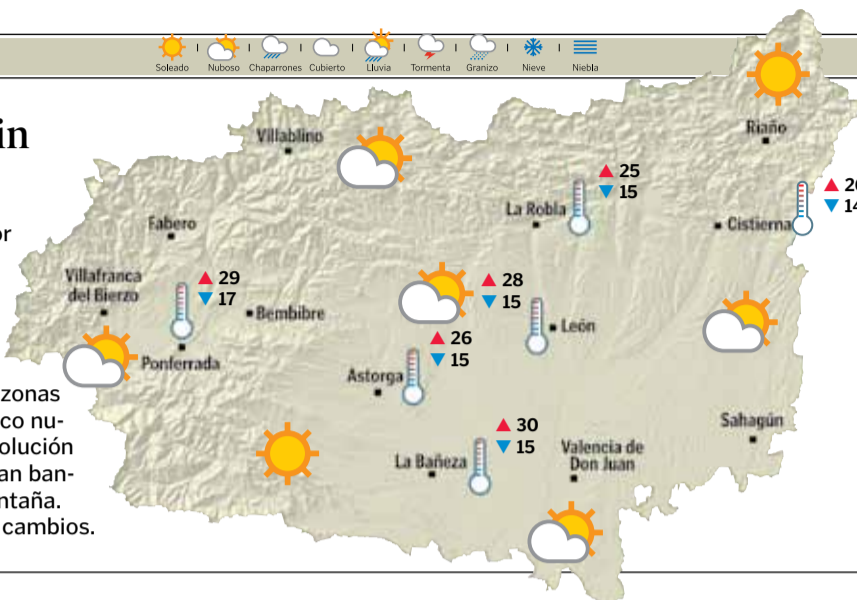 Soleado Nuboso Chaparrones Cubierto Lluvia Tormenta Granizo Nieve Niebla
in
or
zonas
co nu-
olución
an ban-
ntaña.
cambios.
Villablino
Riaño
25
15
La Robla
Cistierna
14
Fabero
Villafranca
del Bierzo
29
17
Bembibre
Ponferrada
28
15
León
26
15
Astorga
30
15
La Bañeza
Valencia de
Don Juan
Sahagún